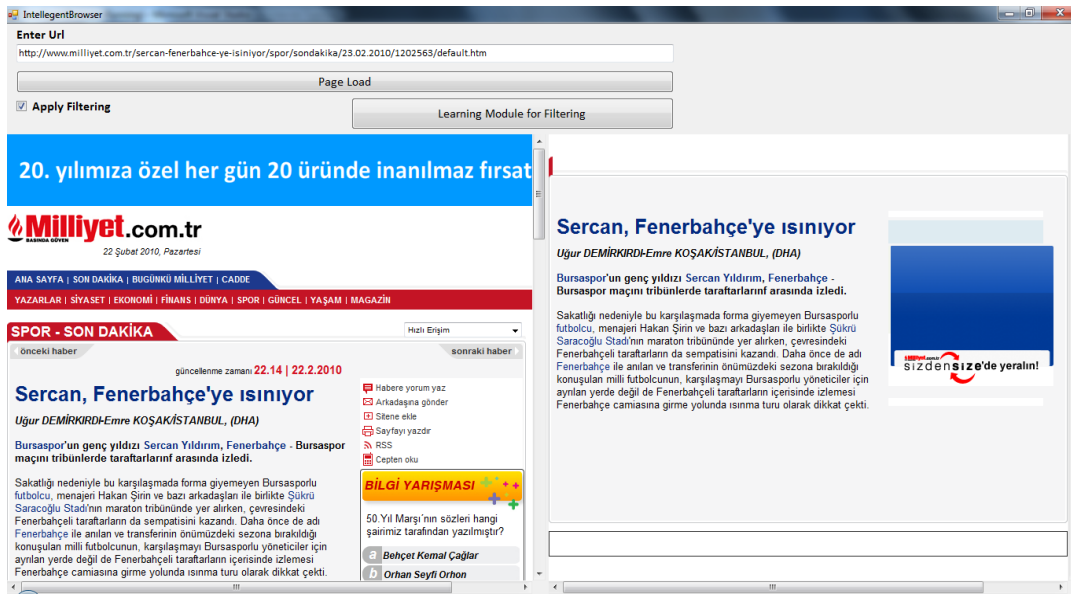 IntellegentBrowser
Enter Url
http://www.milliyet.com.tr/sercan-fenerbahce-ye-isiniyor/spor/sondakika/23.02.2010/1202563/default.htm
Page Load
Apply Filtering
Learning Module for Filtering
20. yılımıza özel her gün 20 üründe inanılmaz fırsat
Milliyet.com.tr
BASINDA GÜVEN
22 Şubat 2010, Pazartesi
ANA SAYFA | SON DAKİKA | BUGÜNKÜ MİLLİYET | CADDE
YAZARLAR | SİYASET | EKONOMİ | FİNANS | DÜNYA | SPOR | GÜNCEL | YAŞAM | MAGAZİN
SPOR - SON DAKİKA
Hızlı Erişim
önceki haber
sonraki haber
güncellenme zamanı 22.14 | 22.2.2010
Sercan, Fenerbahçe'ye ısınıyor
Uğur DEMİRKIRDI-Emre KOŞAK/İSTANBUL, (DHA)
Bursaspor'un genç yıldızı Sercan Yıldırım, Fenerbahçe - Bursaspor
maçını tribünlerde taraftarlarınf arasında izledi.
Sakatlığı nedeniyle bu karşılaşmada forma giyemeyen Bursasporlu
futbolcu, menajeri Hakan Şirin ve bazı arkadaşları ile birlikte Şükrü
Saracoğlu Stadı'nın maraton tribününde yer alırken, çevresindeki
Fenerbahçeli taraftarların da sempatisini kazandı. Daha önce de adı
Fenerbahçe ile anılan ve transferinin önümüzdeki sezona bırakıldığı
konuşulan milli futbolcunun, karşılaşmayı Bursasporlu yöneticiler için
ayrılan yerde değil de Fenerbahçeli taraftarların içerisinde izlemesi
Fenerbahçe camiasına girme yolunda ısınma turu olarak dikkat çekti.
Habere yorum yaz
Arkadaşına gönder
Sitene ekle
Sayfayı yazdır
RSS
Cepten oku
BİLGİ YARIŞMASI
50.Yıl Marşı'nın sözleri hangi
şairimiz tarafından yazılmıştır?
a Behçet Kemal Çağlar
b Orhan Seyfi Orhon
Sercan, Fenerbahçe'ye ısınıyor
Uğur DEMİRKIRDI-Emre KOŞAK/İSTANBUL, (DHA)
Bursaspor'un genç yıldızı Sercan Yıldırım, Fenerbahçe -
Bursaspor maçını tribünlerde taraftarlarınf arasında izledi.
Sakatlığı nedeniyle bu karşılaşmada forma giyemeyen Bursasporlu
futbolcu, menajeri Hakan Şirin ve bazı arkadaşları ile birlikte Şükrü
Saracoğlu Stadı'nın maraton tribününde yer alırken, çevresindeki
Fenerbahçeli taraftarların da sempatisini kazandı. Daha önce de adı
Fenerbahçe ile anılan ve transferinin önümüzdeki sezona bırakıldığı
konuşulan milli futbolcunun, karşılaşmayı Bursasporlu yöneticiler için
ayrılan yerde değil de Fenerbahçeli taraftarların içerisinde izlemesi
Fenerbahçe camiasına girme yolunda ısınma turu olarak dikkat çekti.
Milliyet.com.tr
sizdensize'de yeralın!